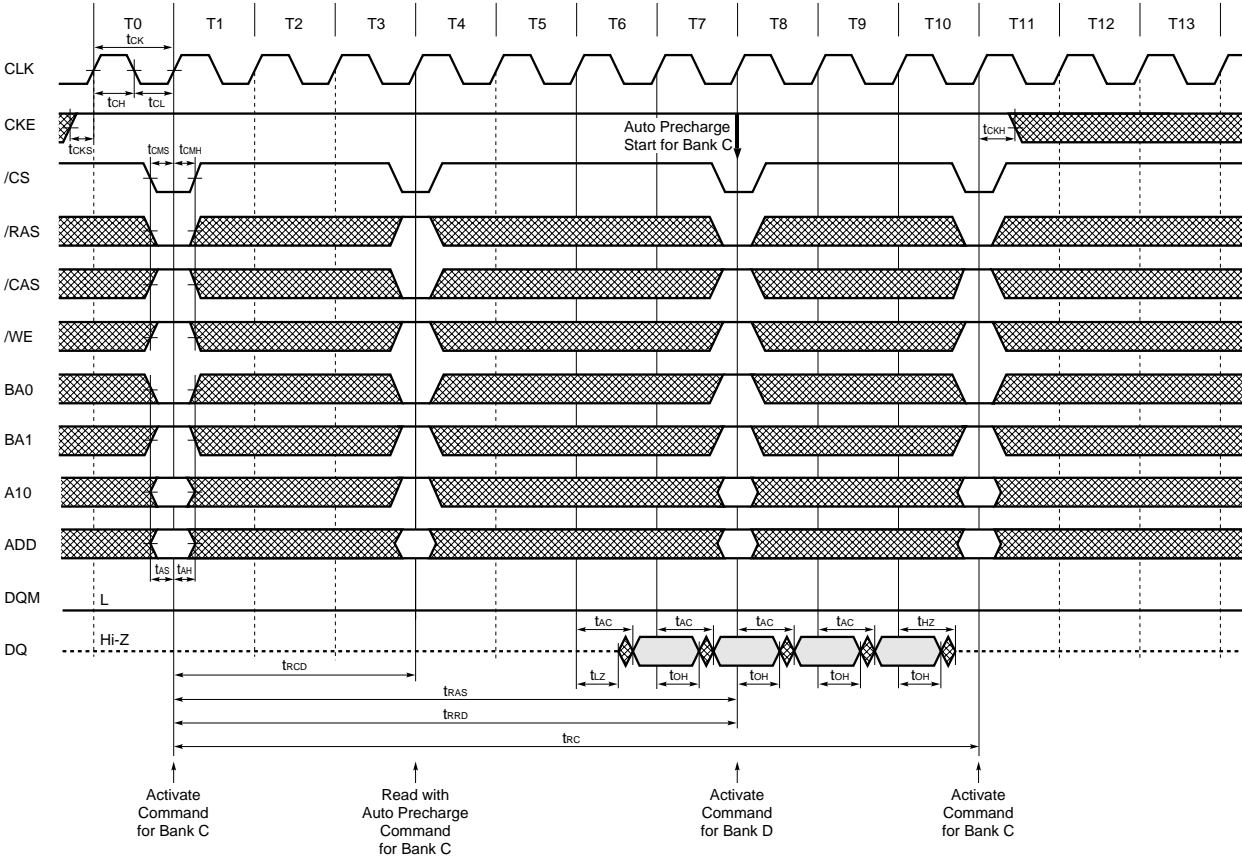 T0 T1 T2 T3 T4 T5 T6 T7 T8 T9 T10 T11 T12 T13
tCK
CLK
tCH tCL
CKE
Auto Precharge
Start for Bank C
tCKH
tCKS tCMS tCMH
/CS
/RAS
/CAS
/WE
BA0
BA1
A10
ADD
tAS tAH
DQM L
tAC tAC tAC tAC tHZ
DQ Hi-Z
tRCD
tLZ tOH tOH tOH tOH
tRAS
tRRD
tRC
Activate
Command
for Bank C
Read with
Auto Precharge
Command
for Bank C
Activate
Command
for Bank D
Activate
Command
for Bank C